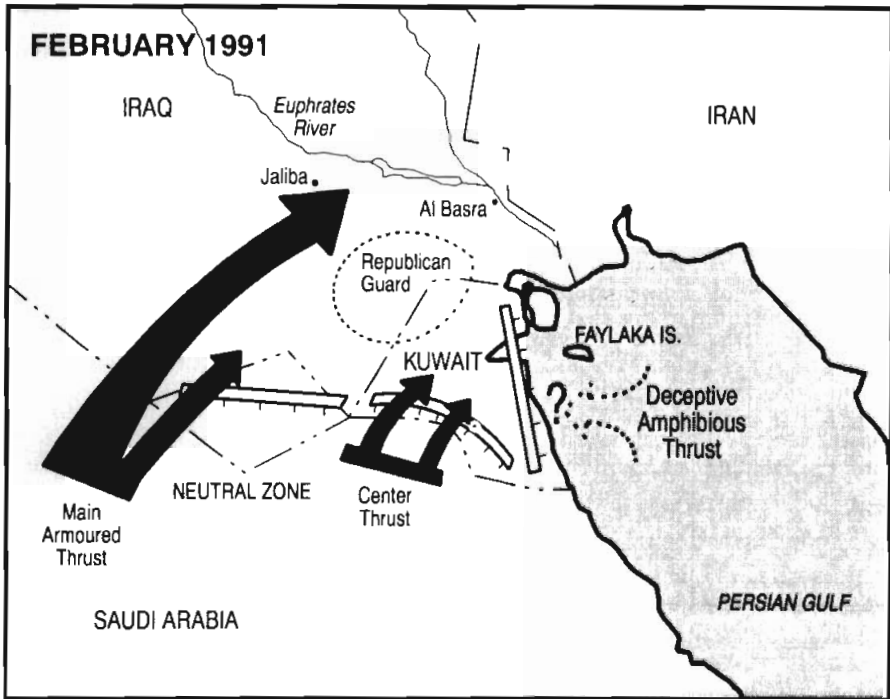 FEBRUARY 1991
IRAQ
Euphrates
River
IRAN
Jaliba
Al Basra
Republican
Guard
FAYLAKA IS.
KUWAIT
?
Deceptive
Amphibious
Thrust
NEUTRAL ZONE
Center
Thrust
Main
Armoured
Thrust
PERSIAN GULF
SAUDI ARABIA